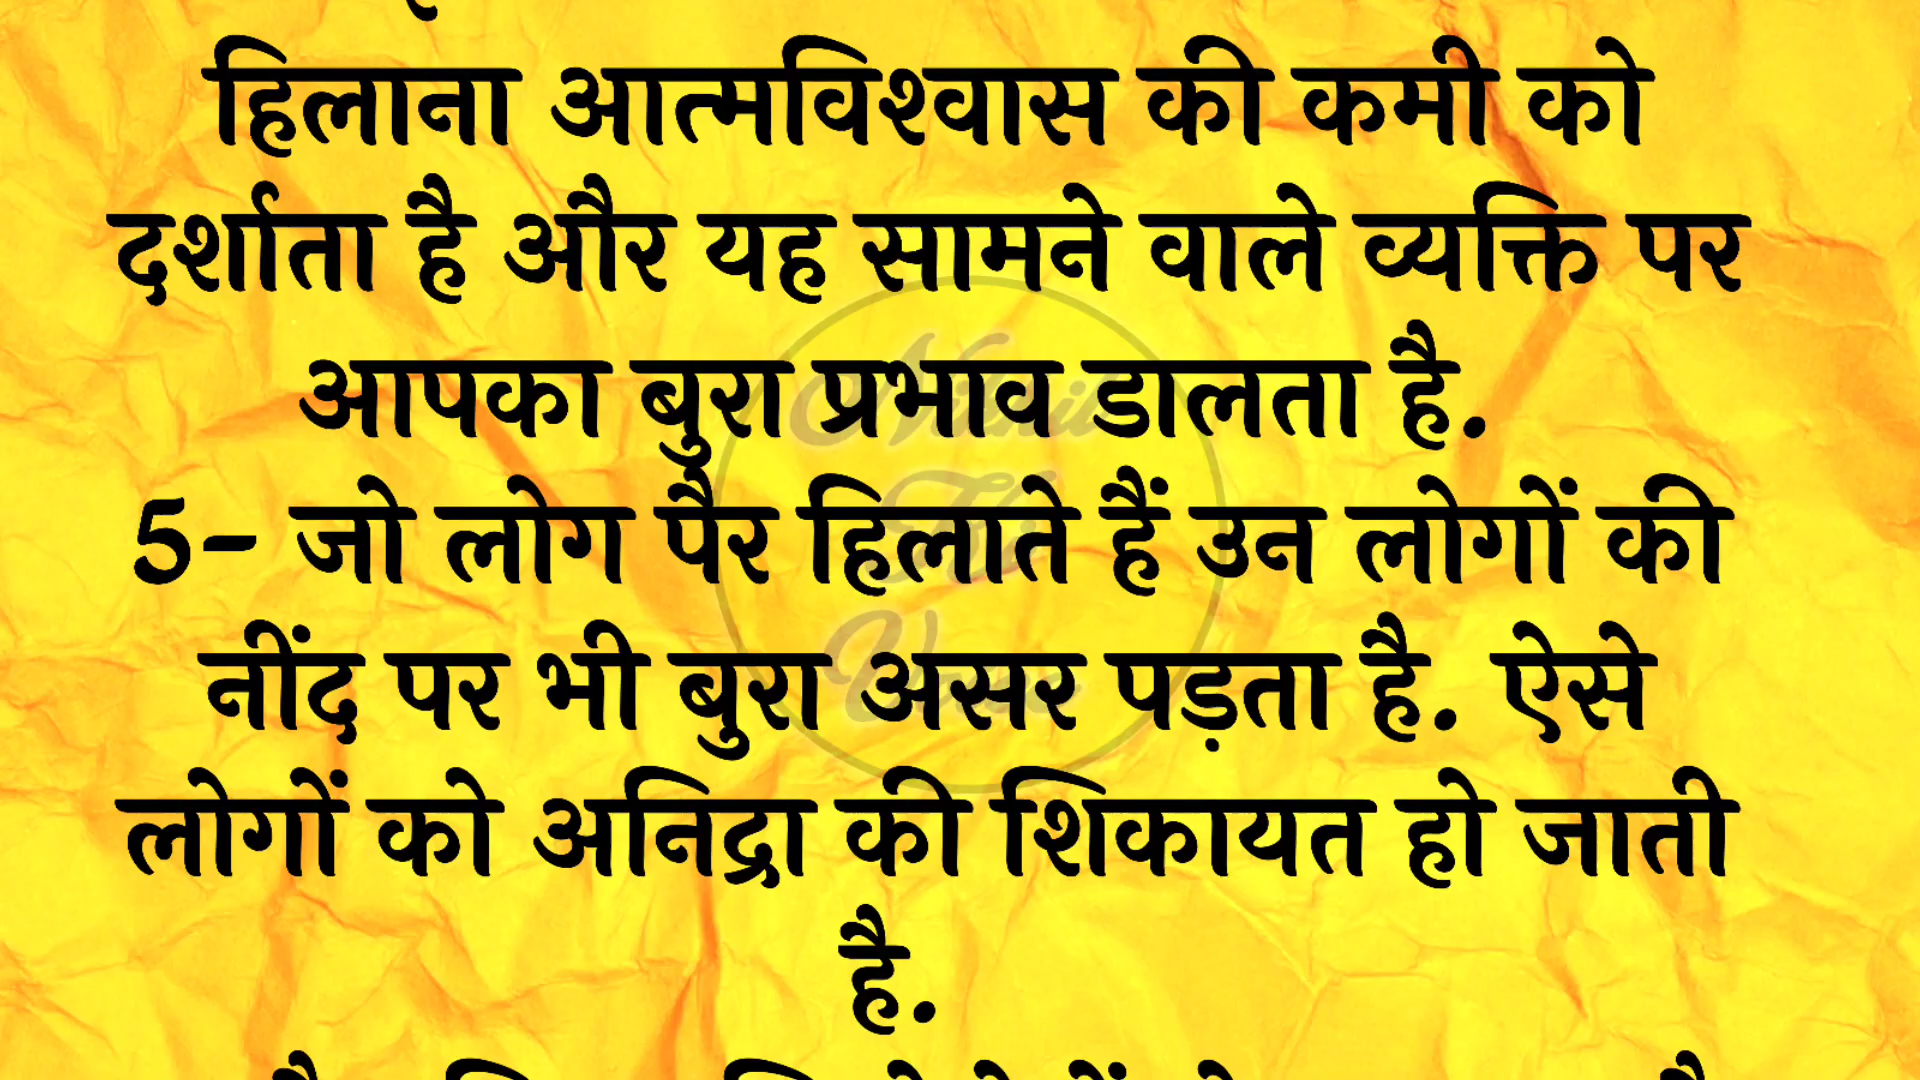 हिलाना आत्मविश्वास की कमी को
दर्शाता है और यह सामने वाले व्यक्ति पर
आपका बुरा प्रभाव डालता है.
5- जो लोग पैर हिलाते हैं उन लोगों की
नींद पर भी बुरा असर पड़ता है. ऐसे
लोगों को अनिद्रा की शिकायत हो जाती
है.